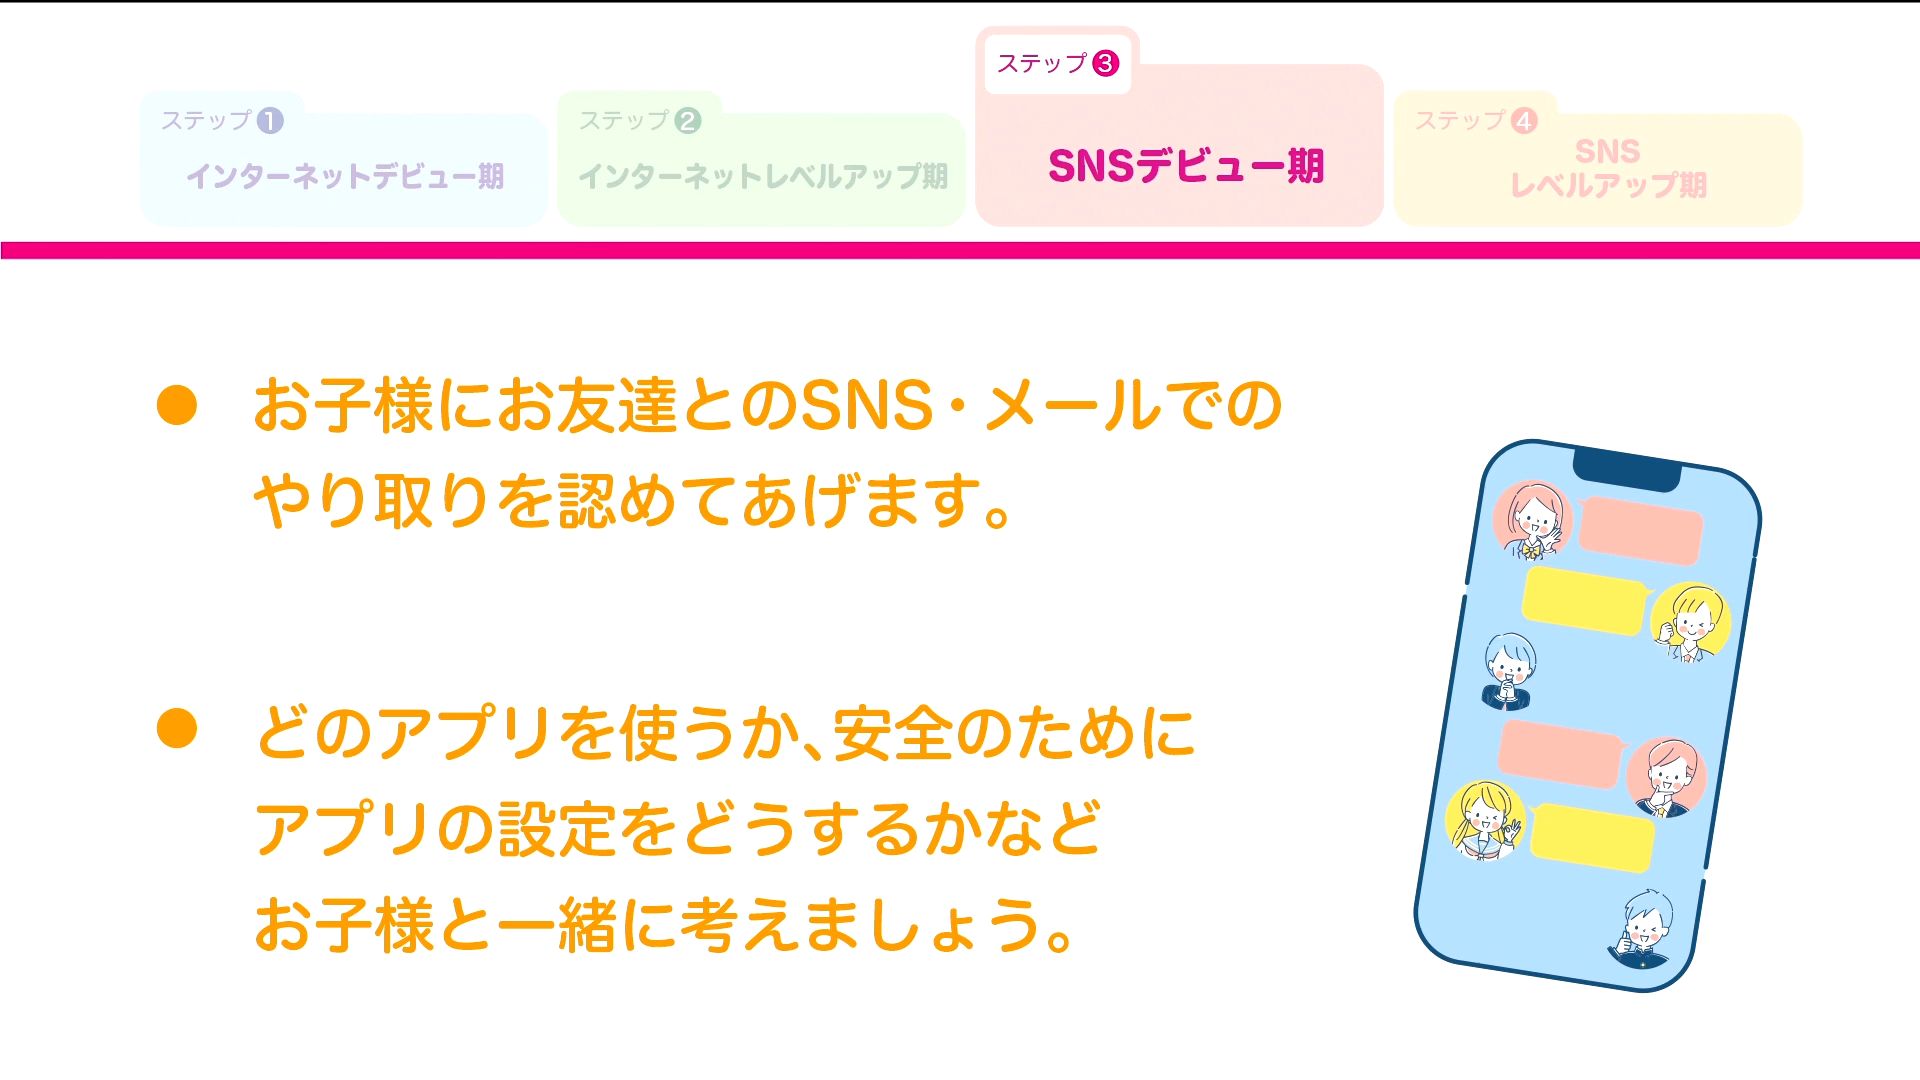 ステップ❶
インターネットデビュー期
ステップ❷
インターネットレベルアップ期
ステップ❸
SNSデビュー期
ステップ❹
SNS
レベルアップ期
● お子様にお友達とのSNS・メールでの
やり取りを認めてあげます。
● どのアプリを使うか、安全のために
アプリの設定をどうするかなど
お子様と一緒に考えましょう。